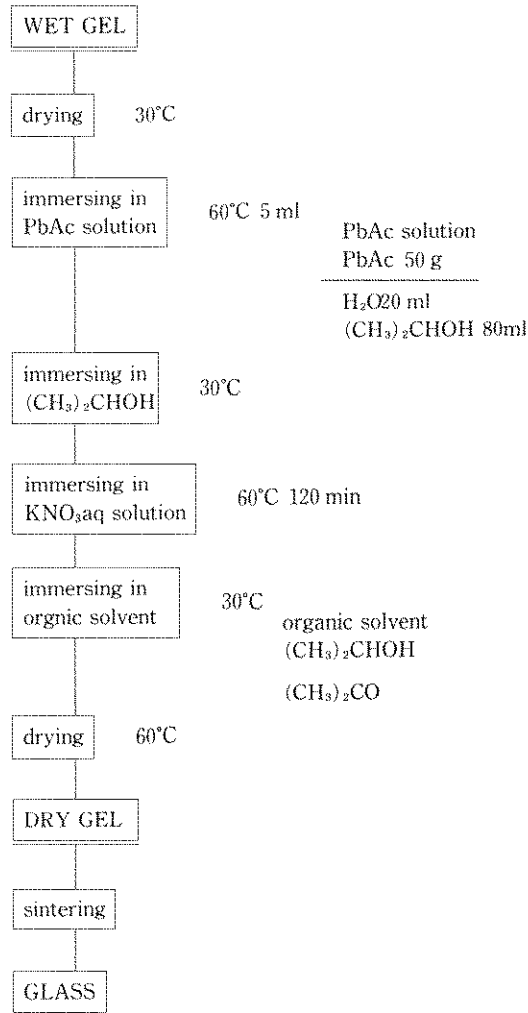 WET GEL
drying 30°C
immersing in
PbAc solution 60°C 5 ml
PbAc solution
PbAc 50 g
H₂O20 ml
(CH₃)₂CHOH 80ml
immersing in
(CH₃)₂CHOH 30°C
immersing in
KNO₃aq solution 60°C 120 min
immersing in
orgnic solvent 30°C
organic solvent
(CH₃)₂CHOH
(CH₃)₂CO
drying 60°C
DRY GEL
sintering
GLASS